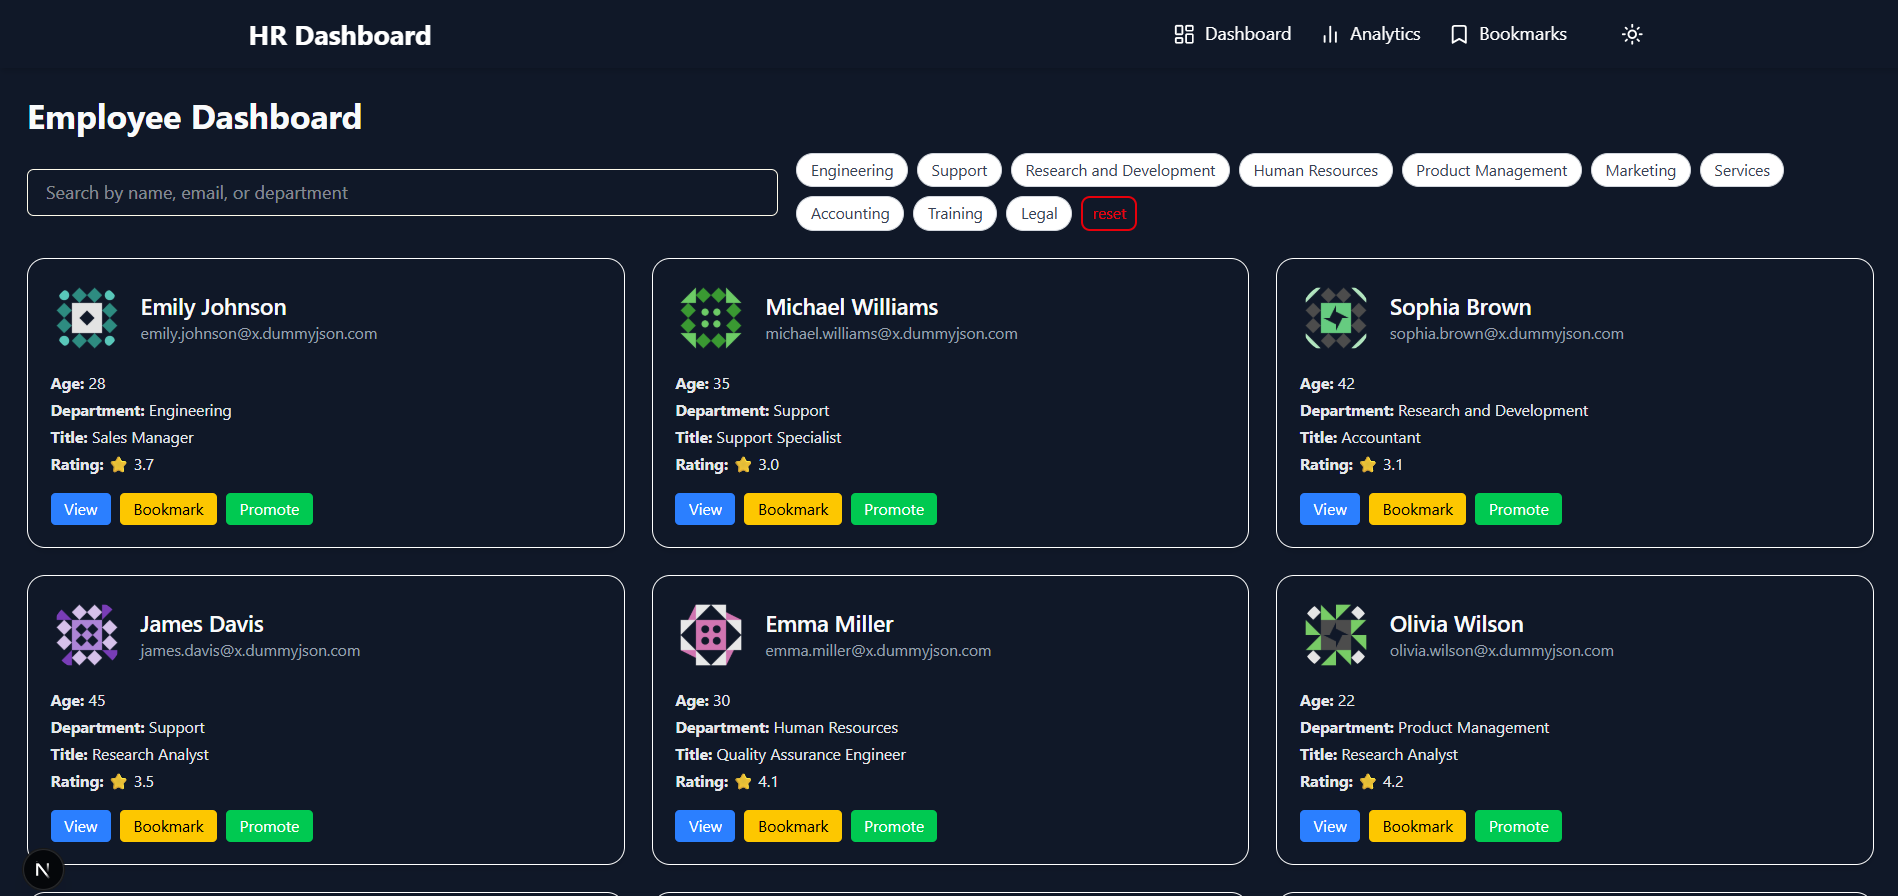 HR Dashboard
Dashboard
Analytics
Bookmarks
Employee Dashboard
Search by name, email, or department
Engineering
Support
Research and Development
Human Resources
Product Management
Marketing
Services
Accounting
Training
Legal
reset
Emily Johnson
emily.johnson@x.dummyjson.com
Age: 28
Department: Engineering
Title: Sales Manager
Rating: ⭐ 3.7
View
Bookmark
Promote
Michael Williams
michael.williams@x.dummyjson.com
Age: 35
Department: Support
Title: Support Specialist
Rating: ⭐ 3.0
View
Bookmark
Promote
Sophia Brown
sophia.brown@x.dummyjson.com
Age: 42
Department: Research and Development
Title: Accountant
Rating: ⭐ 3.1
View
Bookmark
Promote
James Davis
james.davis@x.dummyjson.com
Age: 45
Department: Support
Title: Research Analyst
Rating: ⭐ 3.5
View
Bookmark
Promote
Emma Miller
emma.miller@x.dummyjson.com
Age: 30
Department: Human Resources
Title: Quality Assurance Engineer
Rating: ⭐ 4.1
View
Bookmark
Promote
Olivia Wilson
olivia.wilson@x.dummyjson.com
Age: 22
Department: Product Management
Title: Research Analyst
Rating: ⭐ 4.2
View
Bookmark
Promote
N